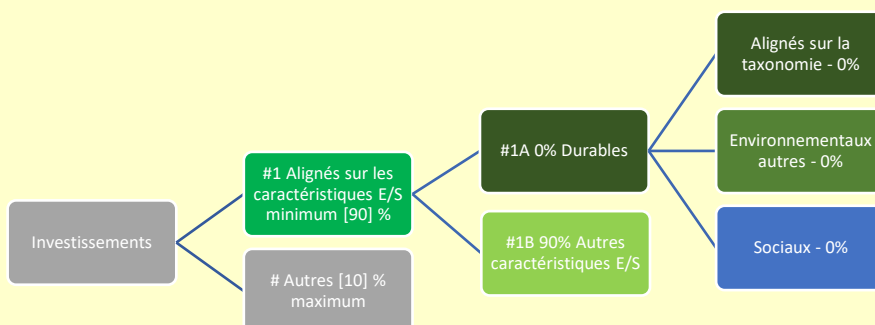 Investissements
#1 Alignés sur les
caractéristiques E/S
minimum [90] %
# Autres [10] %
maximum
#1A 0% Durables
#1B 90% Autres
caractéristiques E/S
Alignés sur la
taxonomie - 0%
Environnementaux
autres - 0%
Sociaux - 0%